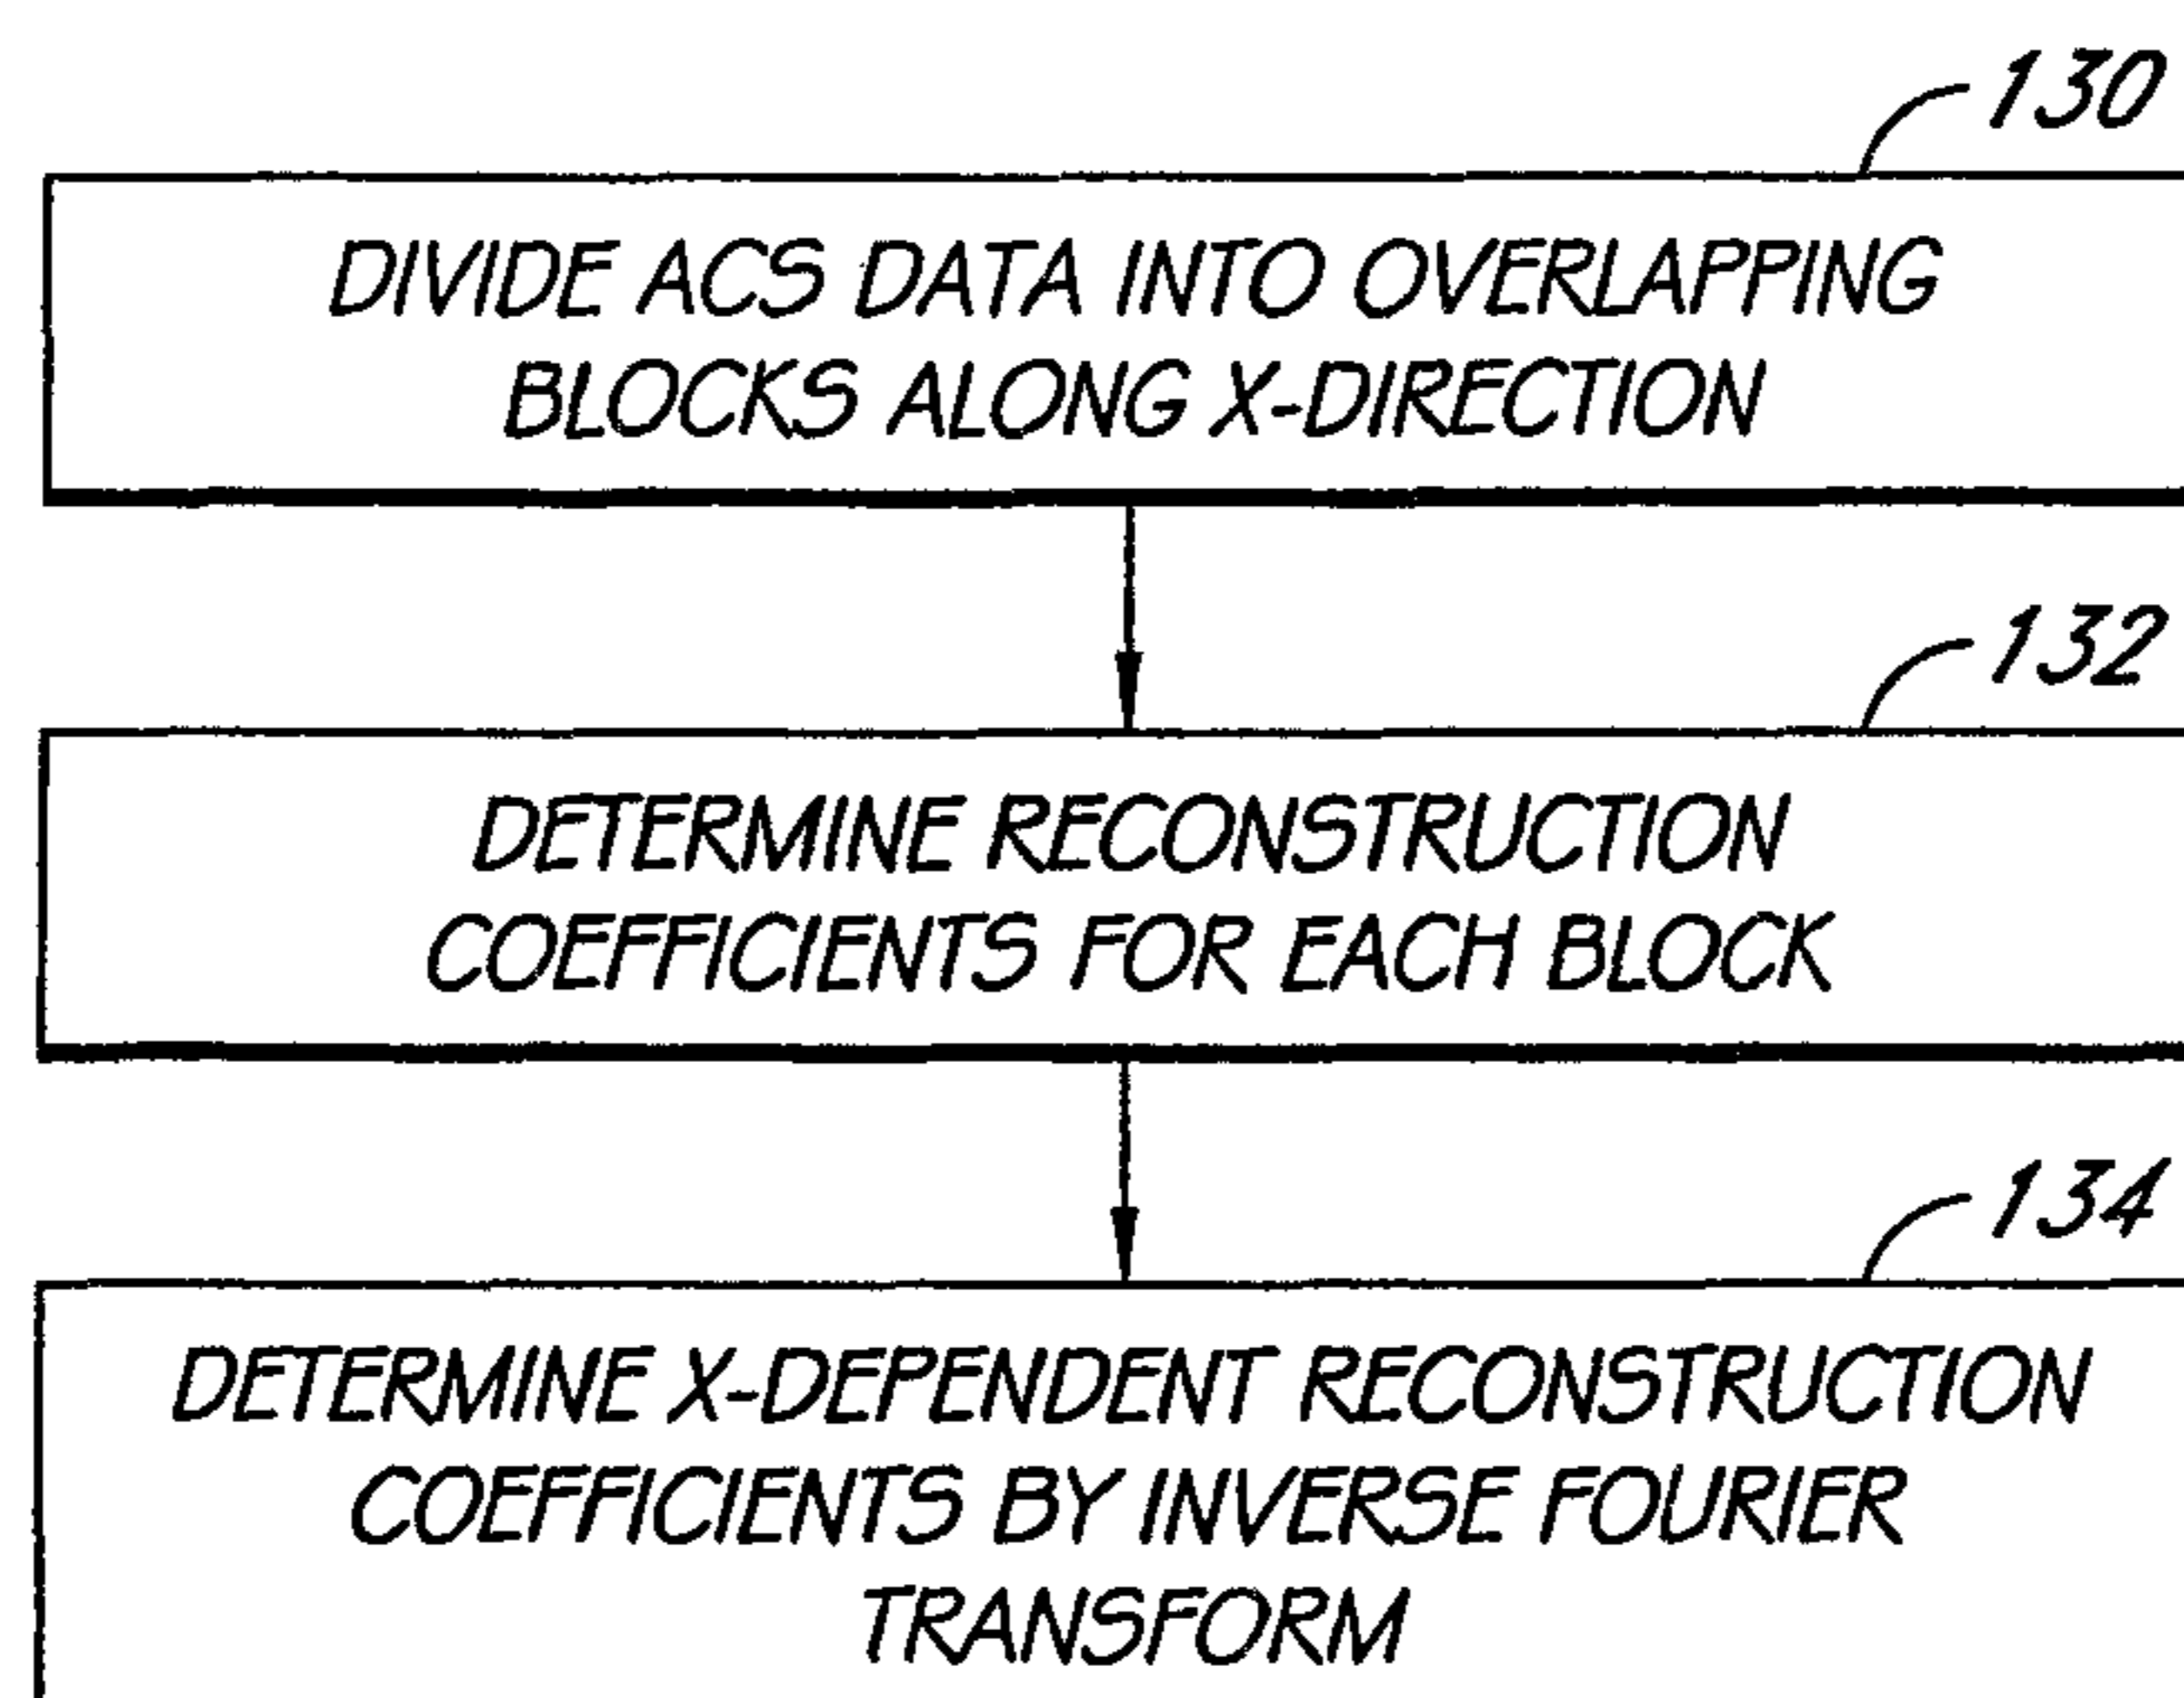 130
DIVIDE ACS DATA INTO OVERLAPPING
BLOCKS ALONG X-DIRECTION
132
DETERMINE RECONSTRUCTION
COEFFICIENTS FOR EACH BLOCK
134
DETERMINE X-DEPENDENT RECONSTRUCTION
COEFFICIENTS BY INVERSE FOURIER
TRANSFORM